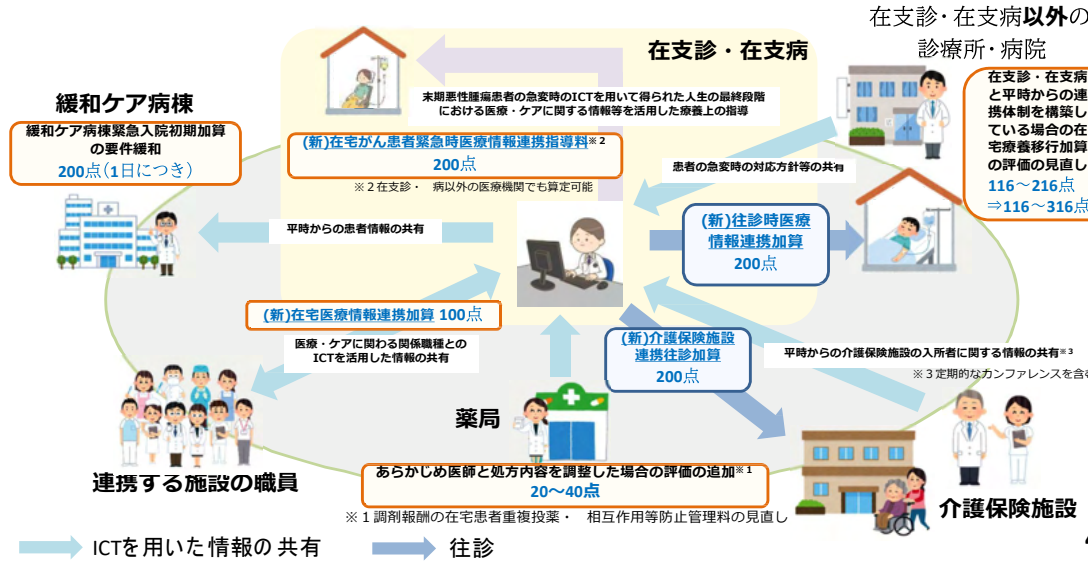 在支診･在支病以外の
診療所･病院
在支診・在支病
と平時からの連
携体制を構築し
ている場合の在
宅療養移行加算
の評価の見直し
116～216点
⇒116～316点
在支診・在支病
末期悪性腫瘍患者の急変時のICTを用いて得られた人生の最終段階
における医療・ケアに関する情報等を活用した療養上の指導
(新)在宅がん患者緊急時医療情報連携指導料※２
200点
※２在支診・　病以外の医療機関でも算定可能
緩和ケア病棟
緩和ケア病棟緊急入院初期加算
の要件緩和
200点(1日につき)
患者の急変時の対応方針等の共有
平時からの患者情報の共有
(新)往診時医療
情報連携加算
200点
(新)在宅医療情報連携加算 100点
医療・ケアに関わる関係職種との
ICTを活用した情報の共有
(新)介護保険施設
連携往診加算
200点
平時からの介護保険施設の入所者に関する情報の共有※３
※３定期的なカンファレンスを含む
薬局
連携する施設の職員
あらかじめ医師と処方内容を調整した場合の評価の追加※１
20～40点
※１調剤報酬の在宅患者重複投薬・　相互作用等防止管理料の見直し
介護保険施設
ICTを用いた情報の共有
往診